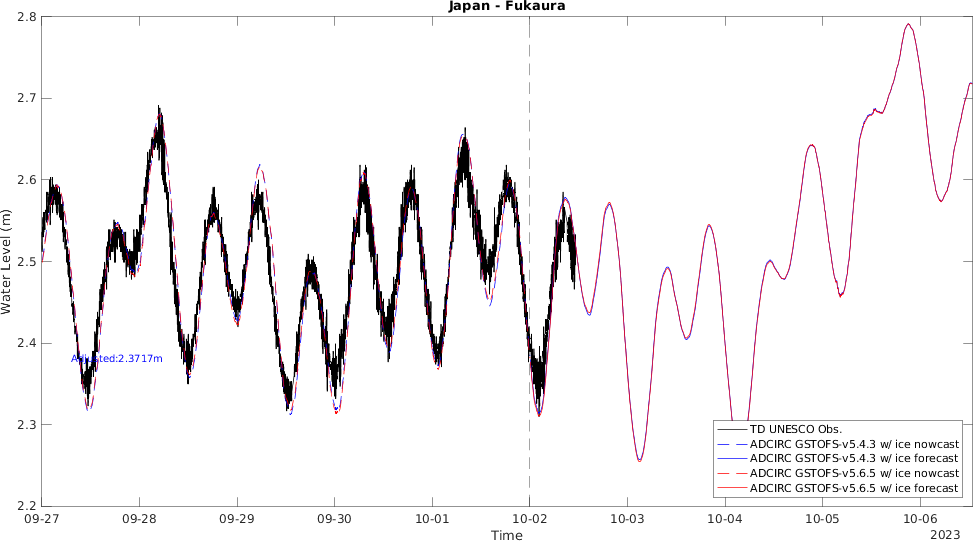 Japan - Fukaura
2.8
2.7
2.6
2.5
2.4
2.3
2.2
Water Level (m)
Adjusted:2.3717m
TD UNESCO Obs.
ADCIRC GSTOFS-v5.4.3 w/ ice nowcast
ADCIRC GSTOFS-v5.4.3 w/ ice forecast
ADCIRC GSTOFS-v5.6.5 w/ ice nowcast
ADCIRC GSTOFS-v5.6.5 w/ ice forecast
09-27 09-28 09-29 09-30 10-01 10-02 10-03 10-04 10-05 10-06
Time
2023